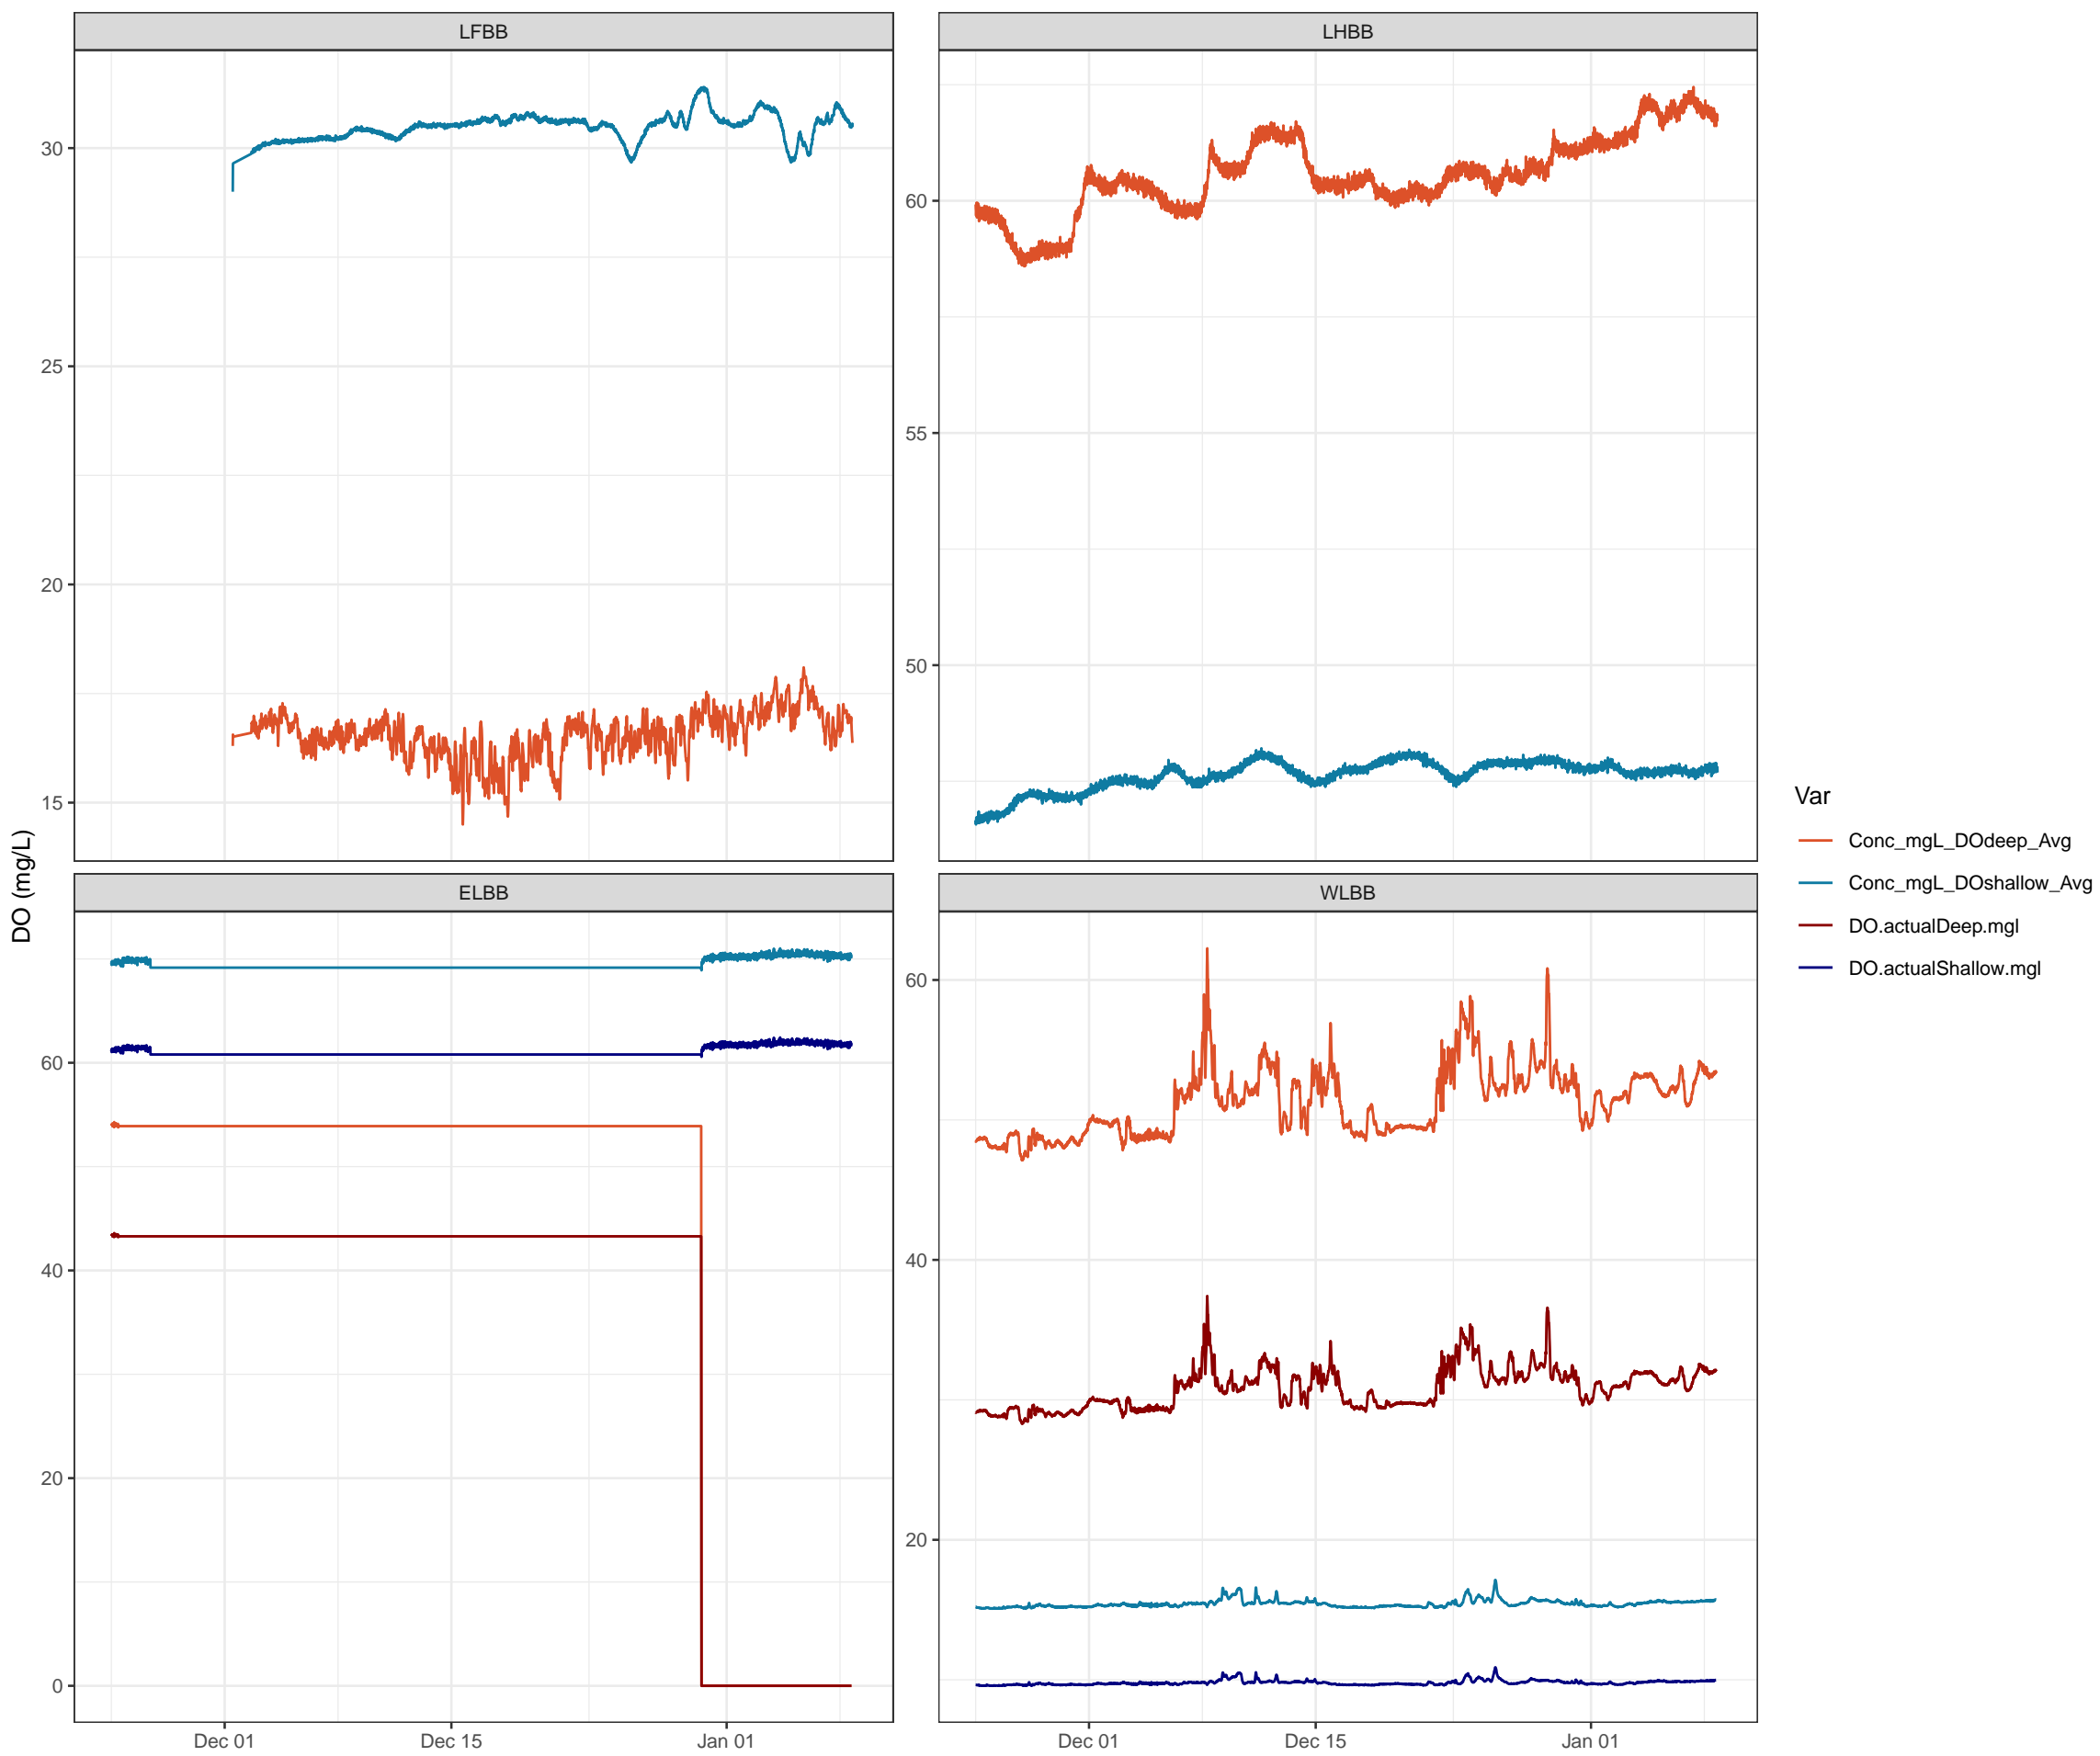 LFBB
LHBB
30
25
20
15
60
55
50
ELBB
WLBB
60
40
20
0
60
40
20
Dec 01
Dec 15
Jan 01
Dec 01
Dec 15
Jan 01
DO (mg/L)
Var
Conc_mgL_DOdeep_Avg
Conc_mgL_DOshallow_Avg
DO.actualDeep.mgl
DO.actualShallow.mgl